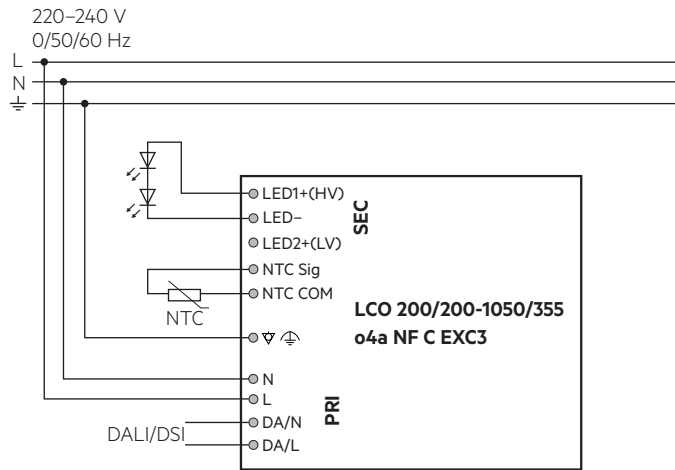 220–240 V
0/50/60 Hz
L
N
LED1+(HV)
LED–
LED2+(LV)
SEC
NTC Sig
NTC COM
NTC
LCO 200/200-1050/355
o4a NF C EXC3
N
L
PRI
DA/N
DALI/DSI
DA/L